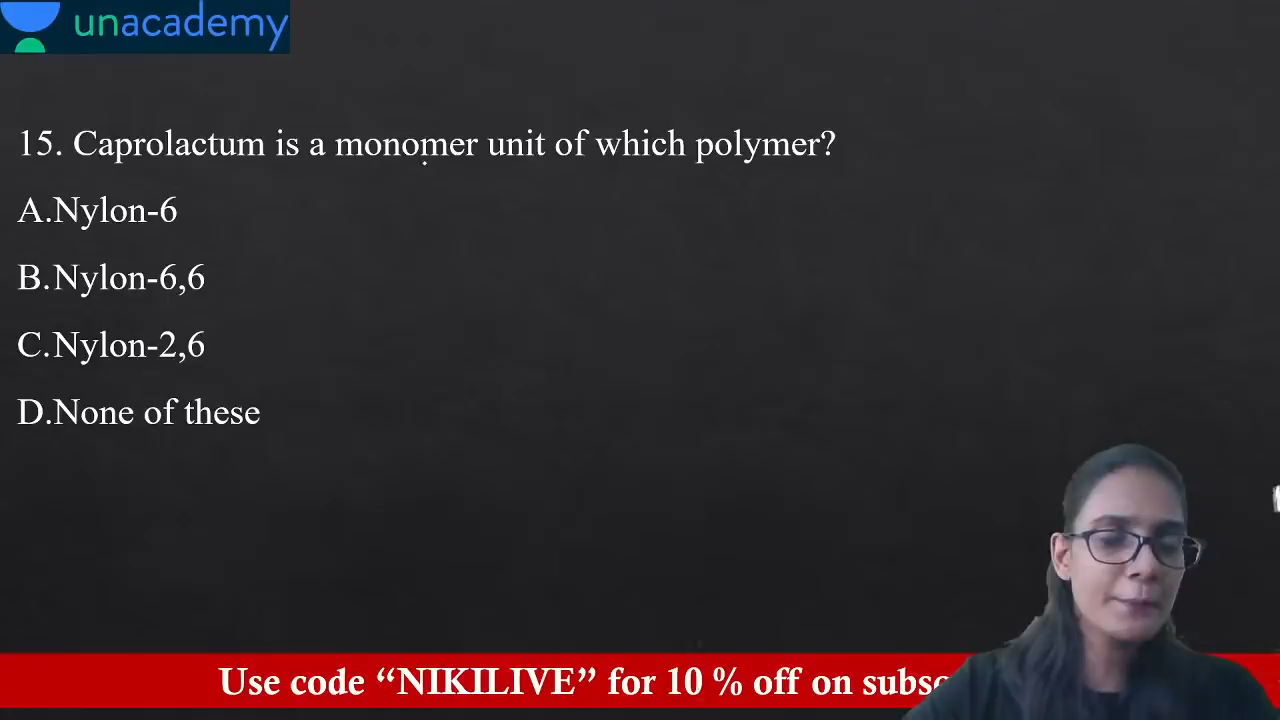 unacademy
15. Caprolactum is a monomer unit of which polymer?
A.Nylon-6
B.Nylon-6,6
C.Nylon-2,6
D.None of these
Use code “NIKILIVE” for 10 % off on